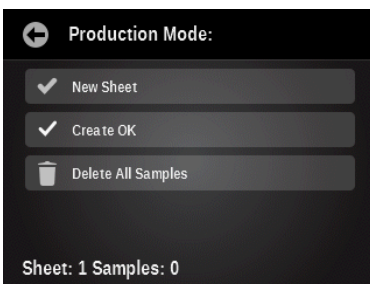 Production Mode:
New Sheet
Create OK
Delete All Samples
Sheet: 1 Samples: 0